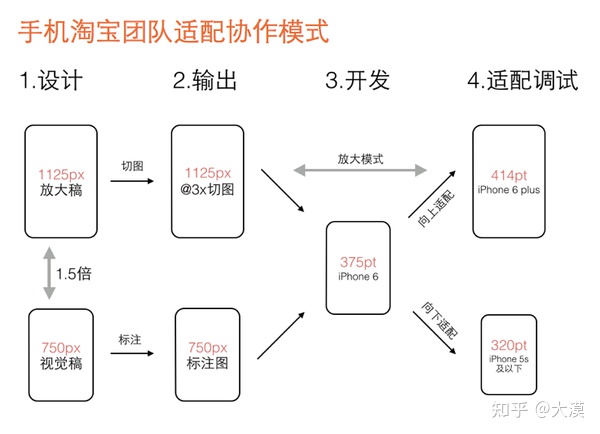 手机淘宝团队适配协作模式
1.设计
2.输出
3.开发
4.适配调试
1125px
放大稿
切图
1125px
@3x切图
放大模式
向上适配
414pt
iPhone 6 plus
1.5倍
375pt
iPhone 6
750px
视觉稿
标注
750px
标注图
向下适配
320pt
iPhone 5s
及以下
知乎 @大漠